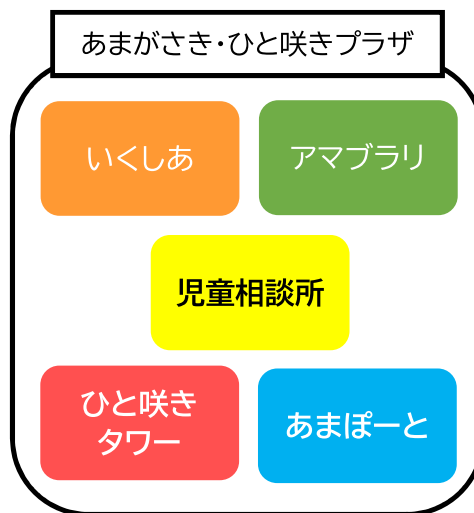 あまがさき・ひと咲きプラザ
いくしあ
アマブラリ
児童相談所
ひと咲き
タワー
あまぽーと